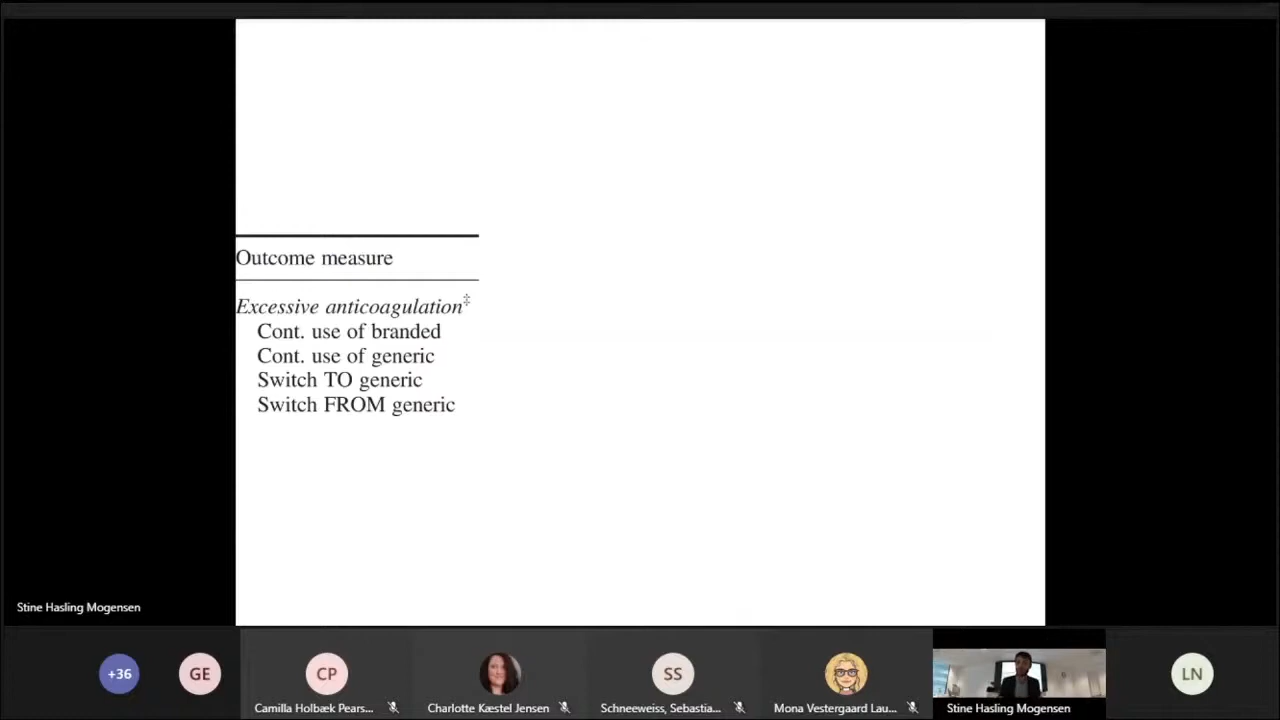 Outcome measure
Excessive anticoagulation‡
Cont. use of branded
Cont. use of generic
Switch TO generic
Switch FROM generic
Stine Hasling Mogensen
+36
GE
CP
SS
LN
Camilla Holbæk Pears...
Charlotte Kæstel Jensen
Schneeweiss, Sebastia...
Mona Vestergaard Lau...
Stine Hasling Mogensen